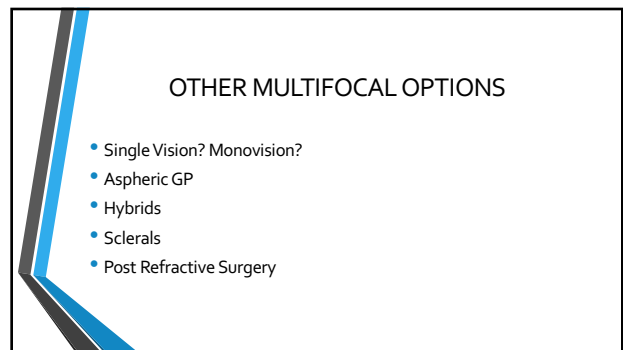 OTHER MULTIFOCAL OPTIONS
• Single Vision? Monovision?
• Aspheric GP
• Hybrids
• Sclerals
• Post Refractive Surgery